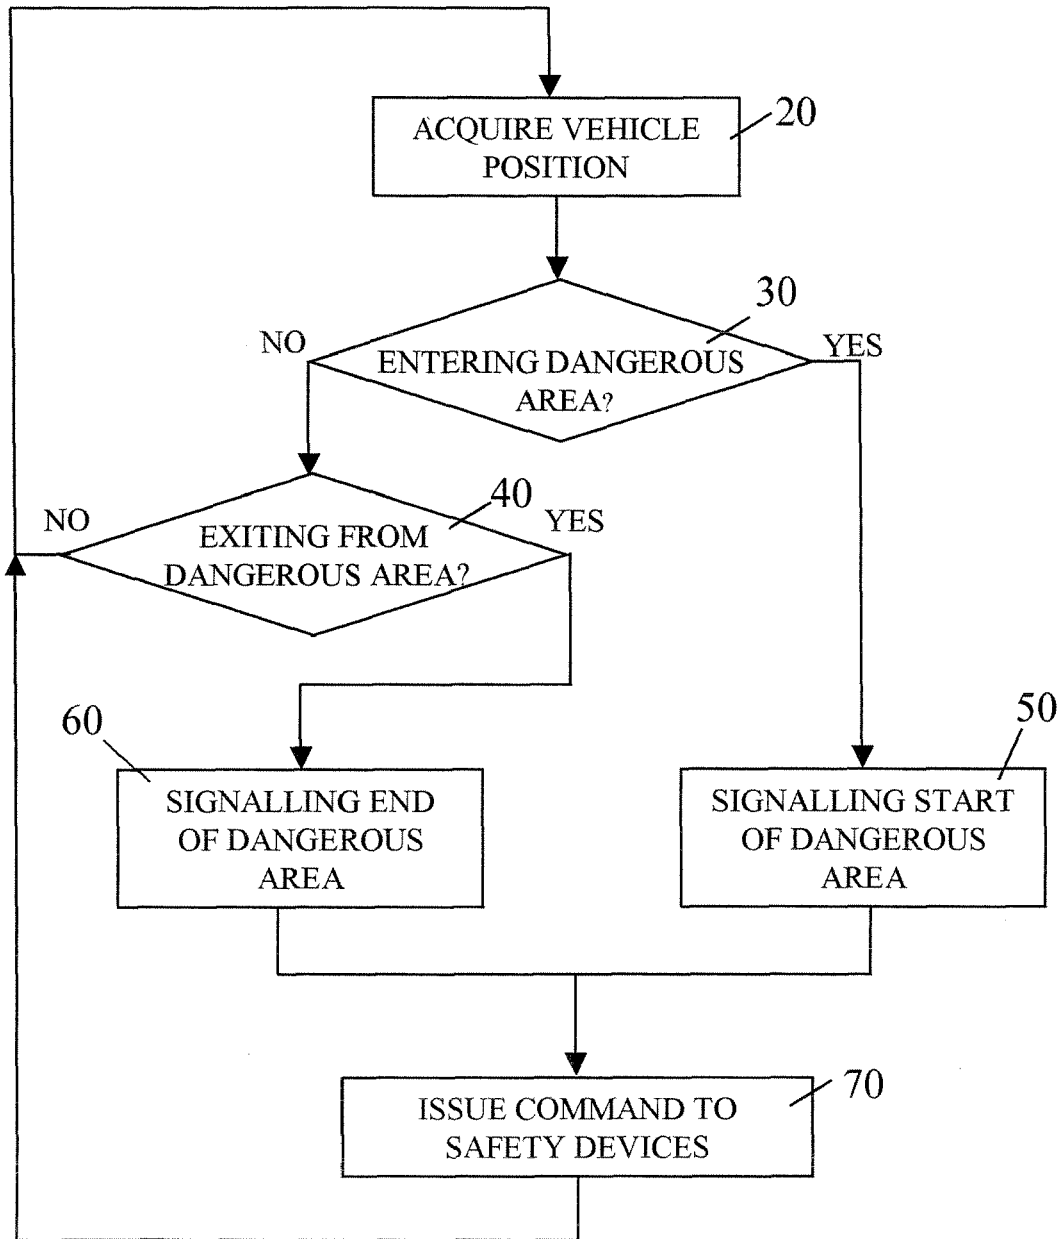 ACQUIRE VEHICLE
POSITION
20
30
NO
YES
ENTERING DANGEROUS
AREA?
40
NO
YES
EXITING FROM
DANGEROUS AREA?
60
50
SIGNALLING END
OF DANGEROUS
AREA
SIGNALLING START
OF DANGEROUS
AREA
70
ISSUE COMMAND TO
SAFETY DEVICES